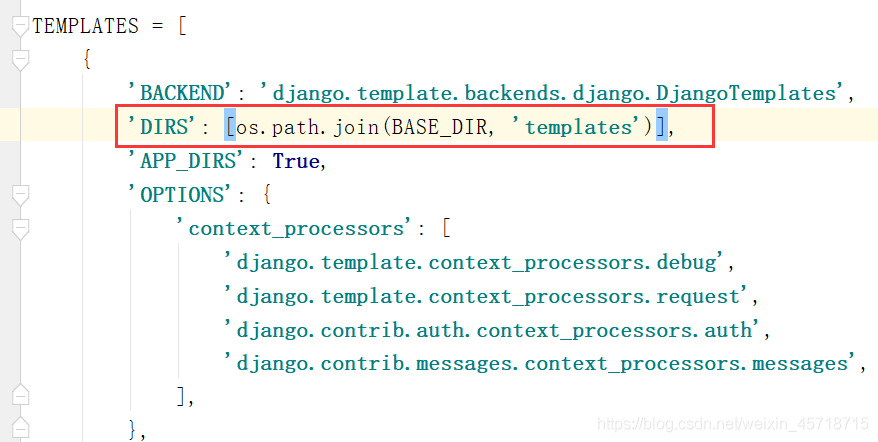 TEMPLATES = [
    {
        'BACKEND': 'django.template.backends.django.DjangoTemplates',
        'DIRS': [os.path.join(BASE_DIR, 'templates')],
        'APP_DIRS': True,
        'OPTIONS': {
            'context_processors': [
                'django.template.context_processors.debug',
                'django.template.context_processors.request',
                'django.contrib.auth.context_processors.auth',
                'django.contrib.messages.context_processors.messages',
            ],
        },
https://blog.csdn.net/weixin_45718715